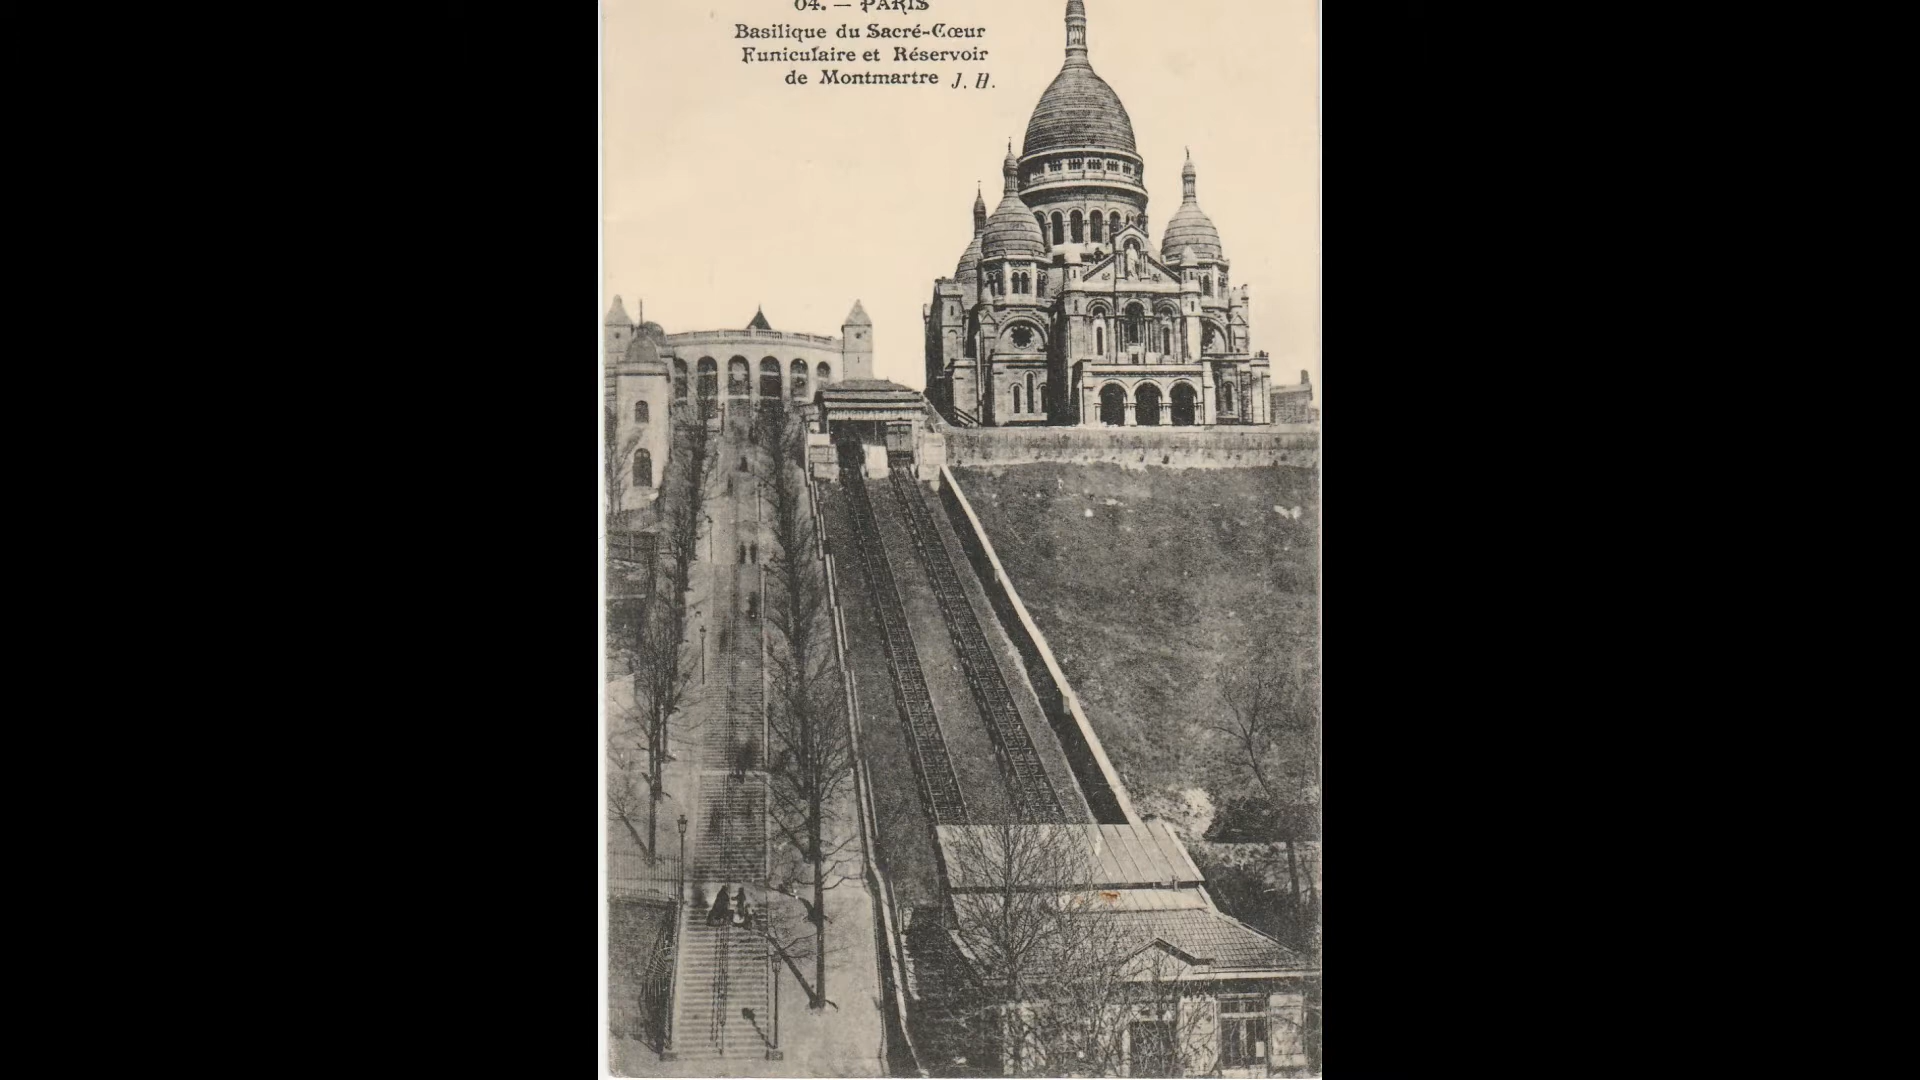 64. — PARIS
Basilique du Sacré-Cœur
Funiculaire et Réservoir
de Montmartre J. H.